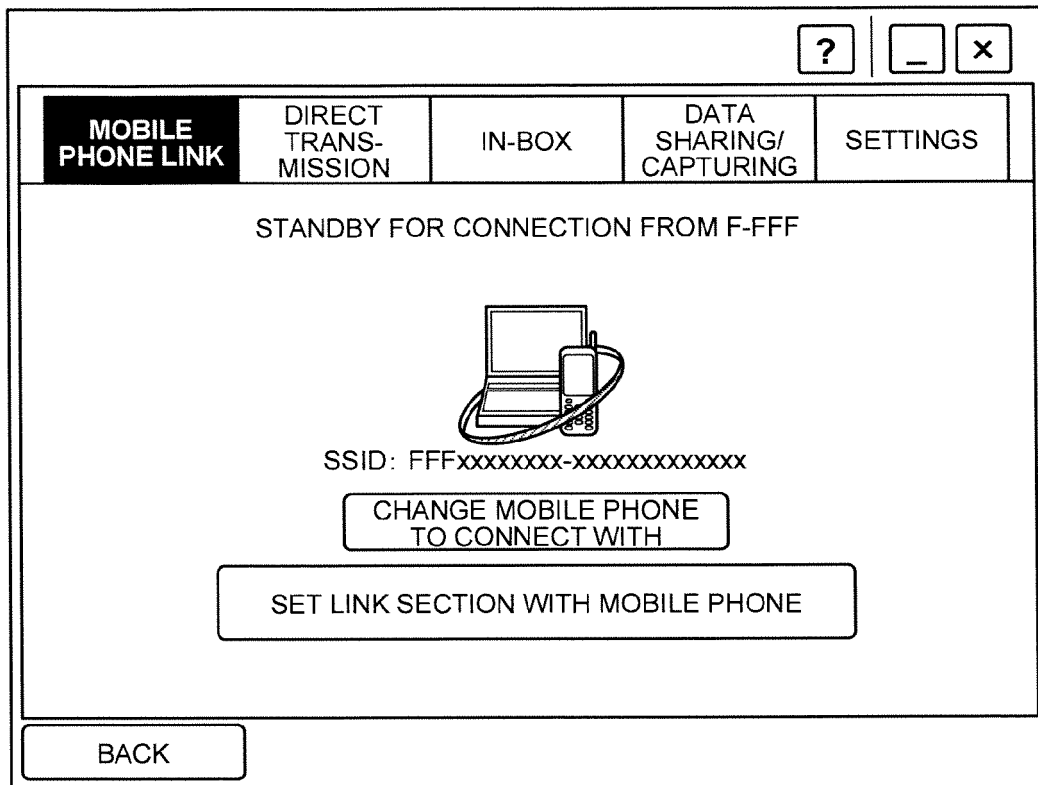 ? _ ×
MOBILE
PHONE LINK
DIRECT
TRANS-
MISSION
IN-BOX
DATA
SHARING/
CAPTURING
SETTINGS
STANDBY FOR CONNECTION FROM F-FFF
SSID: FFFxxxxxxxx-xxxxxxxxxxxxx
CHANGE MOBILE PHONE
TO CONNECT WITH
SET LINK SECTION WITH MOBILE PHONE
BACK